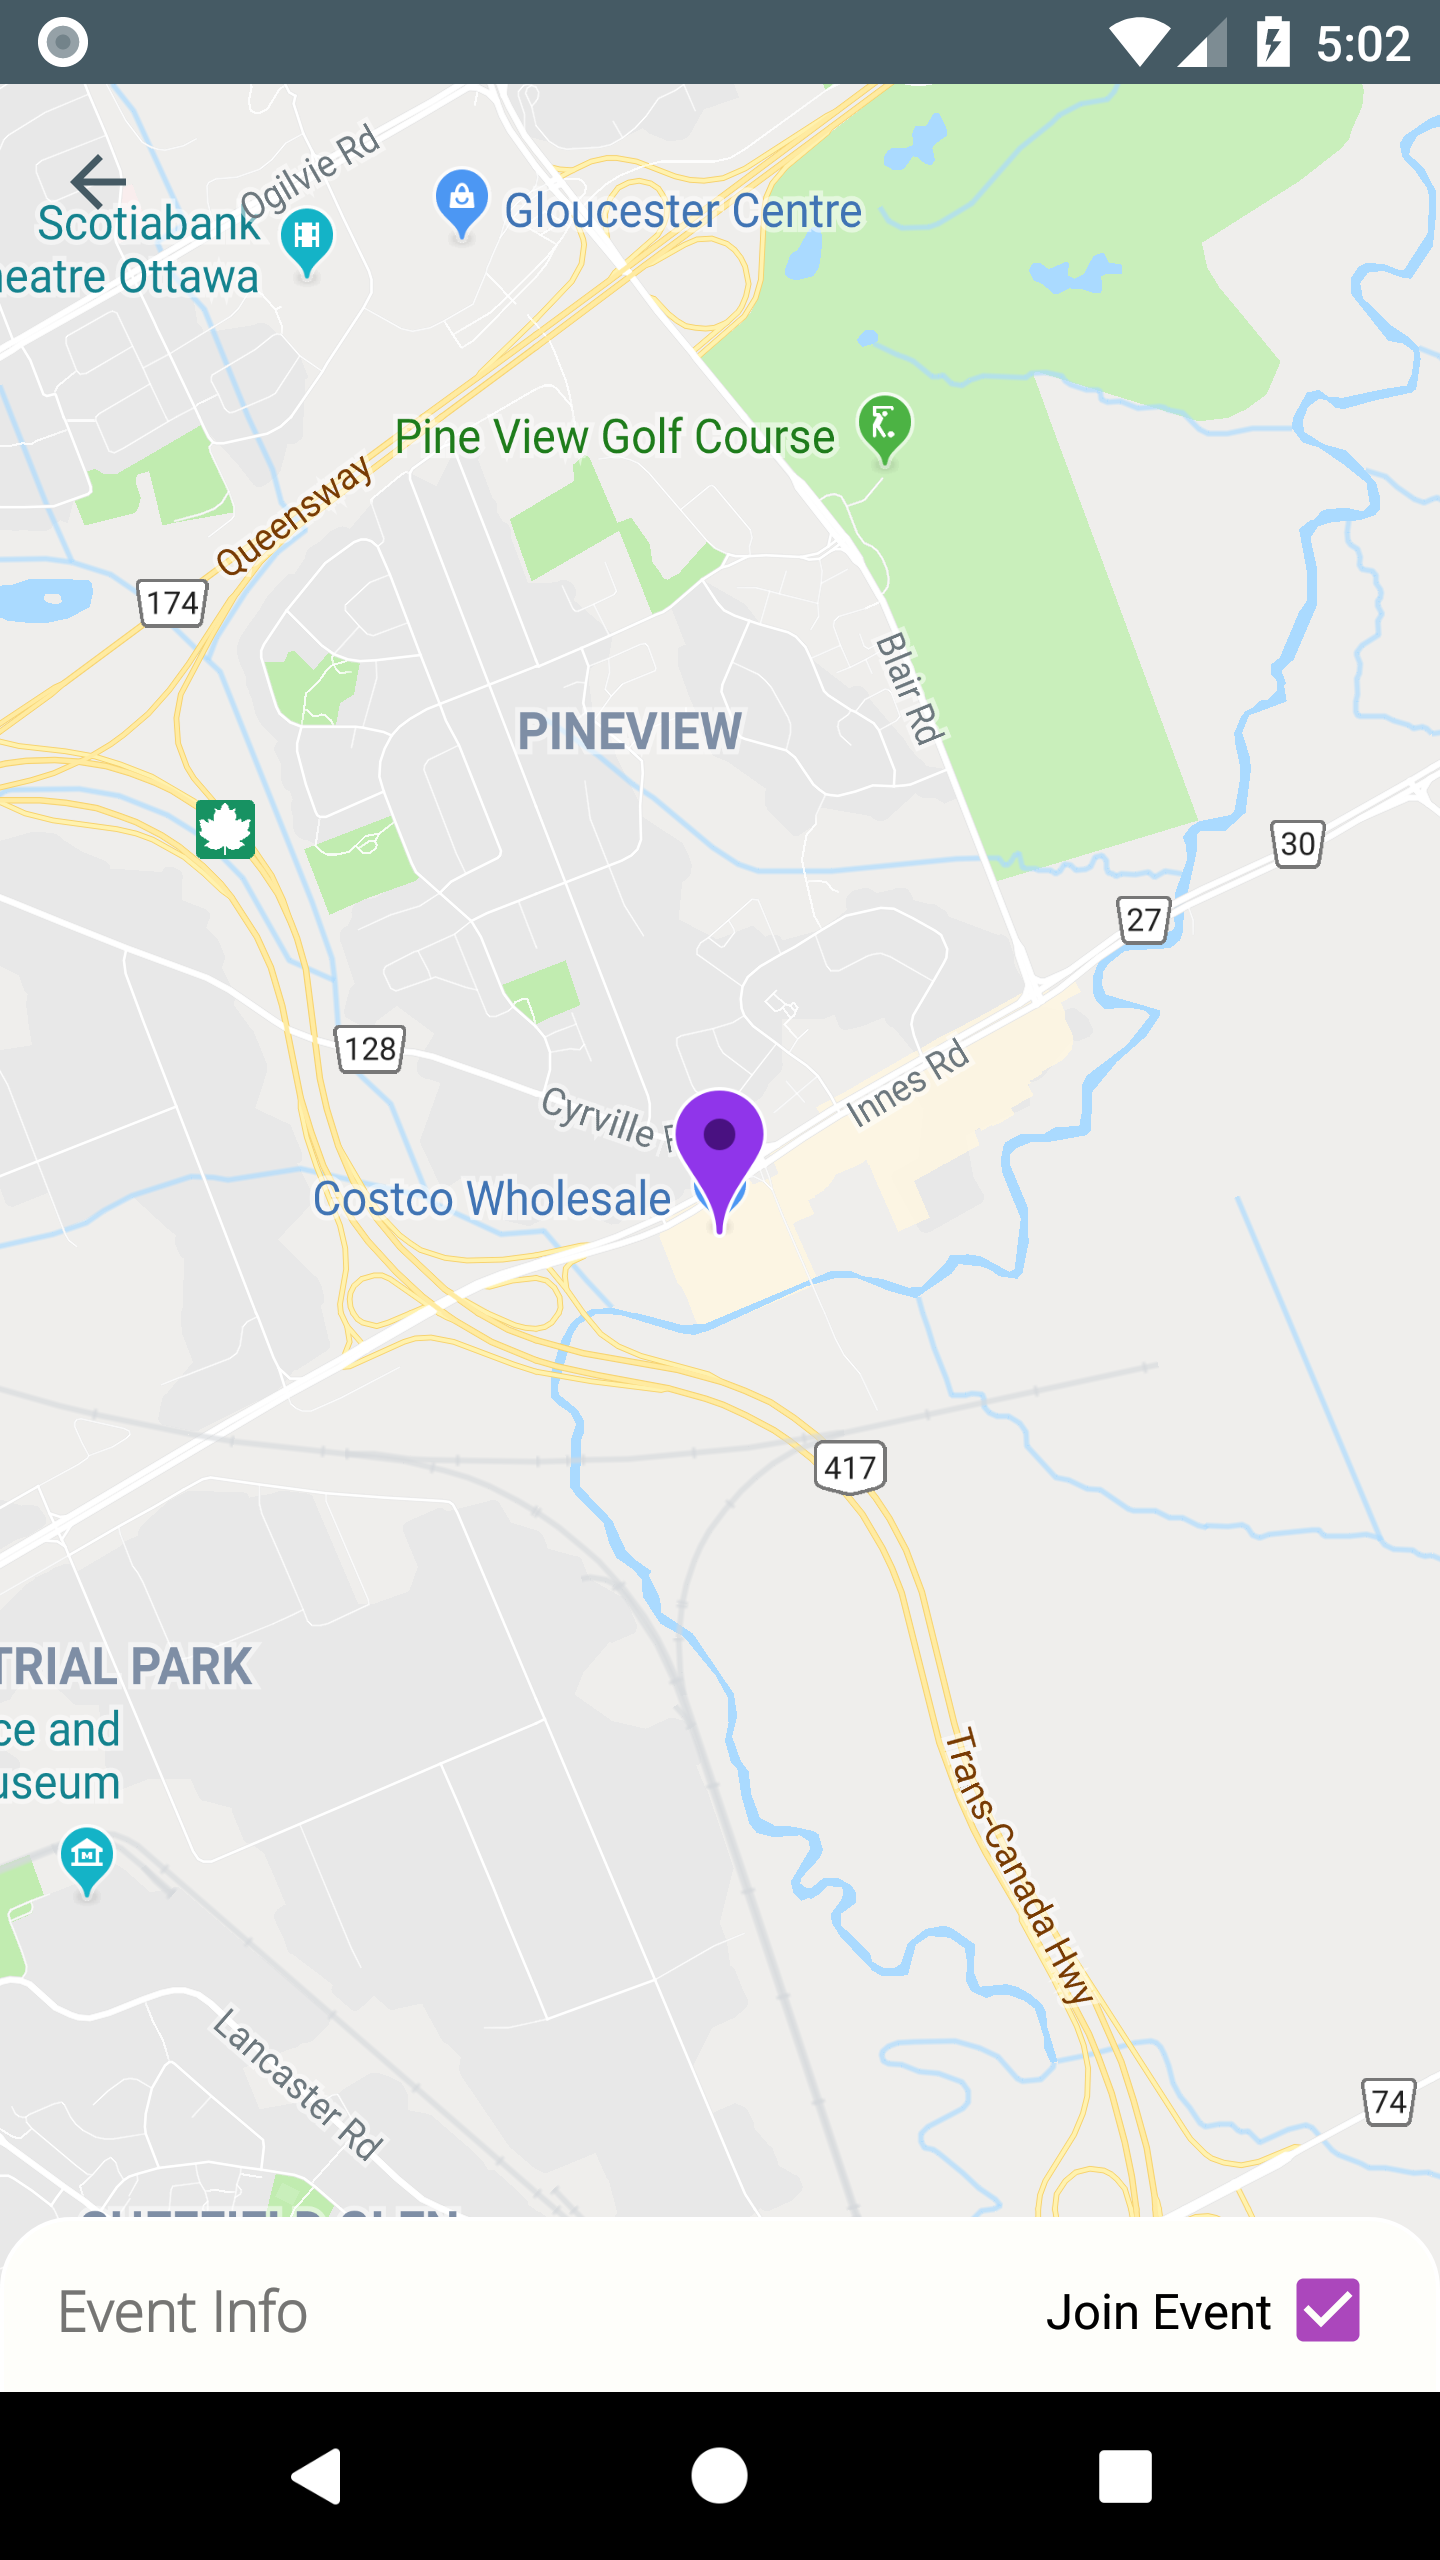 5:02
Ogilvie Rd
Scotiabank
eatre Ottawa
Gloucester Centre
Pine View Golf Course
Queensway
174
Blair Rd
PINEVIEW
30
27
128
Innes Rd
Cyrville
Costco Wholesale
417
TRIAL PARK
ce and
useum
Trans-Canada Hwy
Lancaster Rd
74
Event Info
Join Event